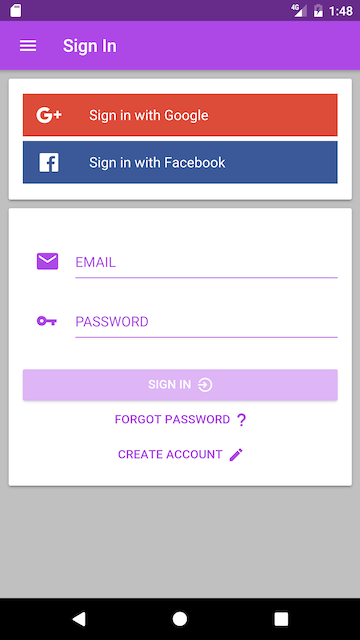 4G 1:48
Sign In
G+ Sign in with Google
f Sign in with Facebook
EMAIL
PASSWORD
SIGN IN
FORGOT PASSWORD ?
CREATE ACCOUNT